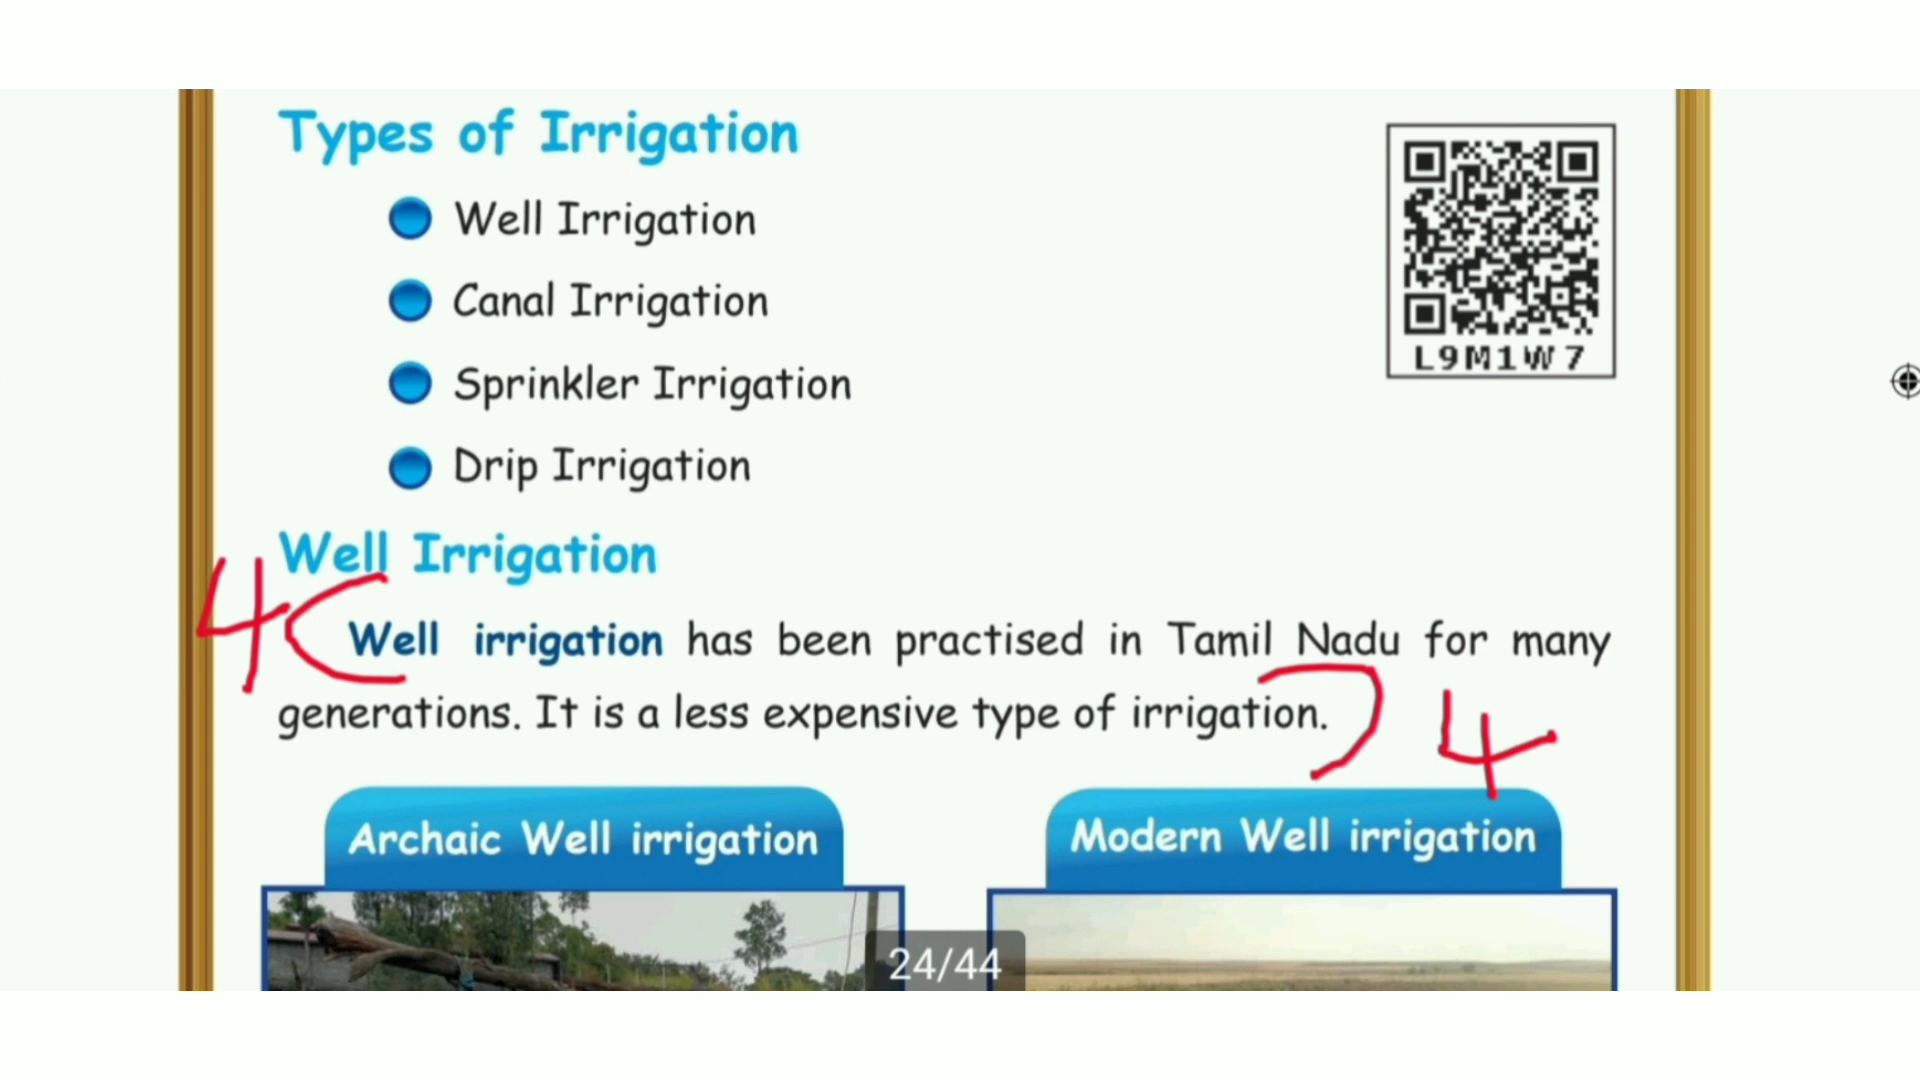 Types of Irrigation
L9M1W7
Well Irrigation
Canal Irrigation
Sprinkler Irrigation
Drip Irrigation
Well Irrigation
4
Well irrigation has been practised in Tamil Nadu for many
generations. It is a less expensive type of irrigation.
4
Archaic Well irrigation
Modern Well irrigation
24/44